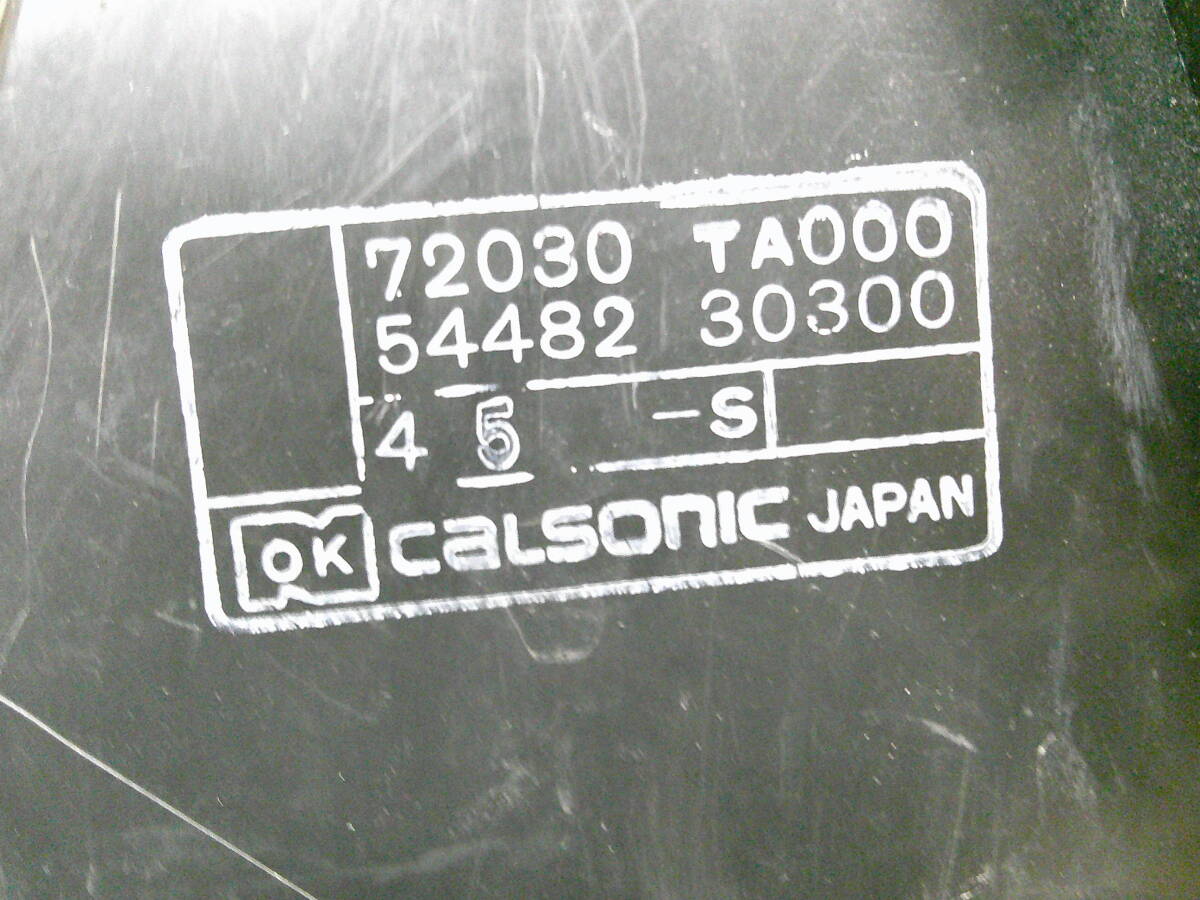 72030 TA000
54482 30300
4 5 -S
OK CALSONIC JAPAN